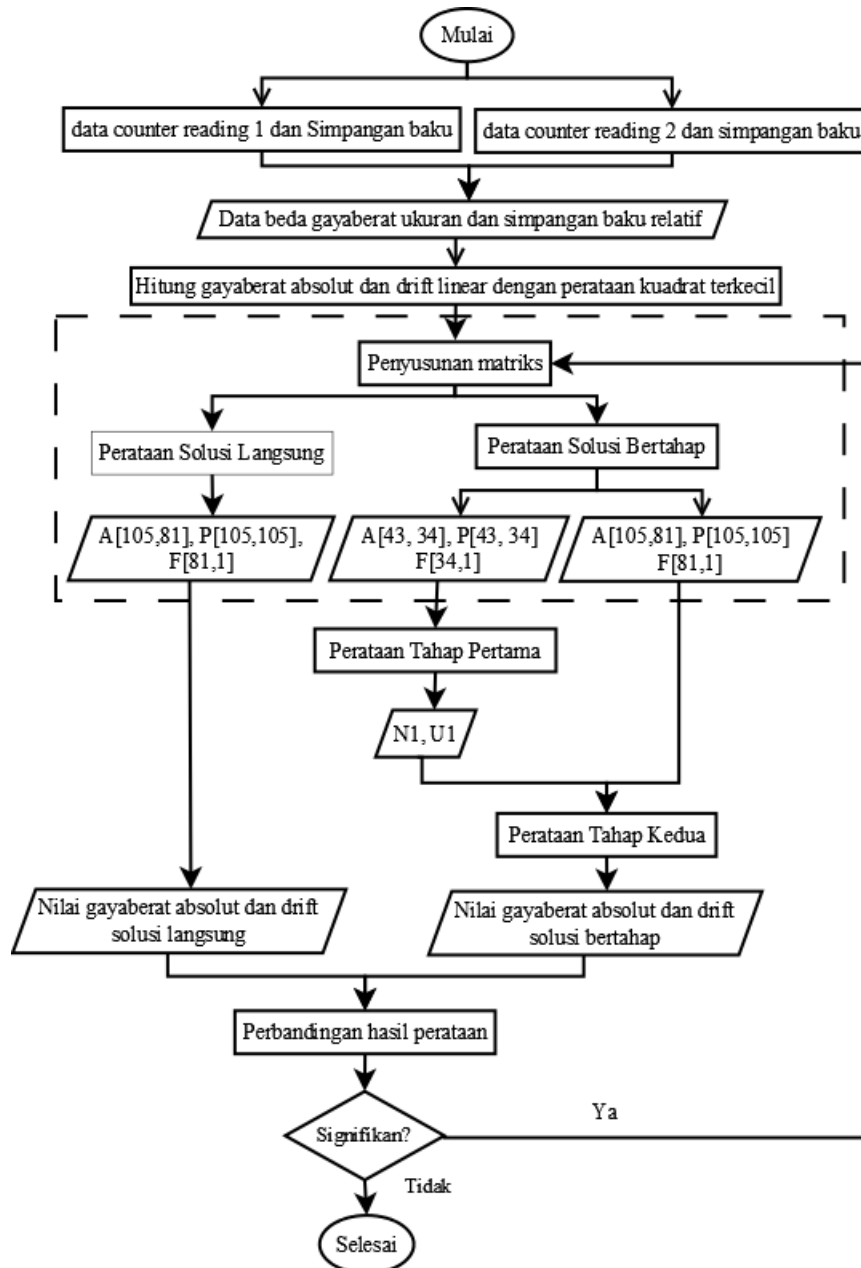 Mulai
data counter reading 1 dan Simpangan baku
data counter reading 2 dan simpangan baku
Data beda gayaberat ukuran dan simpangan baku relatif
Hitung gayaberat absolut dan drift linear dengan perataan kuadrat terkecil
Penyusunan matriks
Perataan Solusi Langsung
Perataan Solusi Bertahap
A[105,81], P[105,105],
F[81,1]
A[43, 34], P[43, 34]
F[34,1]
A[105,81], P[105,105]
F[81,1]
Perataan Tahap Pertama
N1, U1
Perataan Tahap Kedua
Nilai gayaberat absolut dan drift
solusi langsung
Nilai gayaberat absolut dan drift
solusi bertahap
Perbandingan hasil perataan
Signifikan?
Ya
Tidak
Selesai